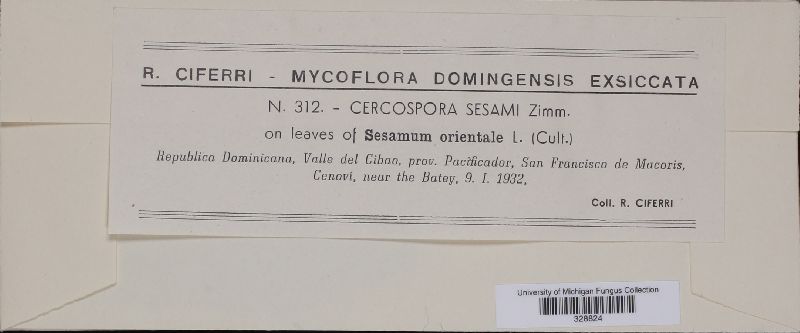 R. CIFERRI - MYCOFLORA DOMINGENSIS EXSICCATA
N. 312. - CERCOSPORA SESAMI Zimm.
on leaves of Sesamum orientale L. (Cult.)
Republica Dominicana, Valle del Cibao, prov. Pacificador, San Francisco de Macoris,
Cenovi, near the Batey, 9. I. 1932,
Coll. R. CIFERRI
University of Michigan Fungus Collection
328824